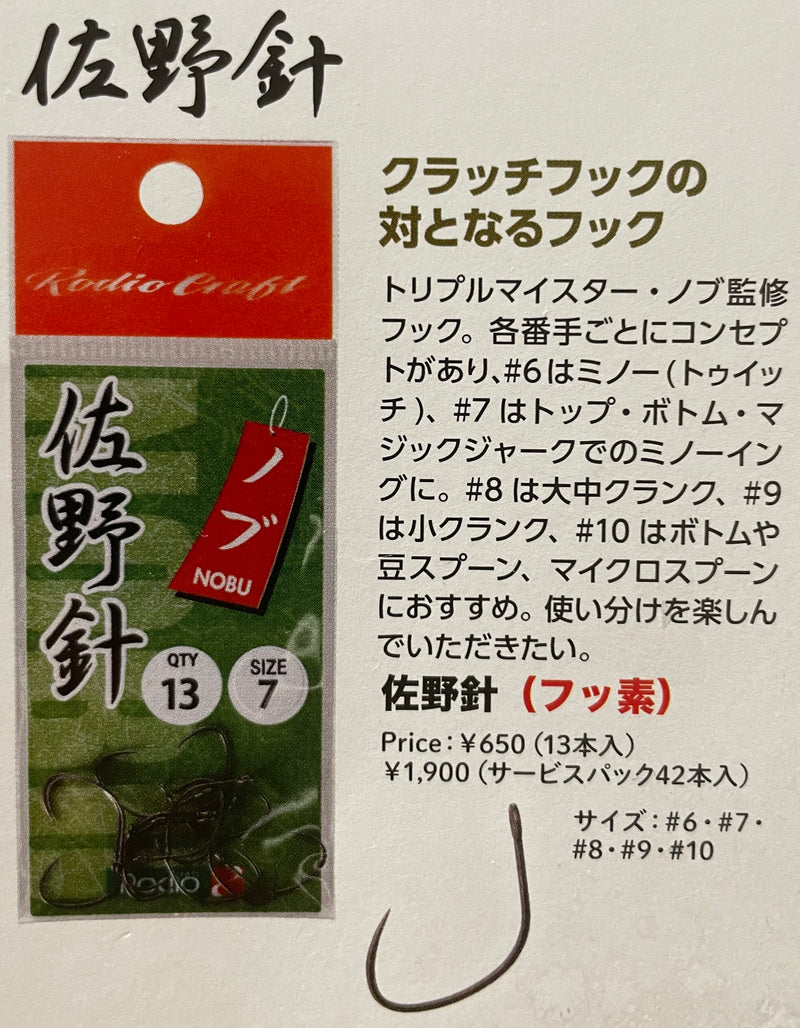 佐野針
Rodio Craft
佐野針
ノブ
NOBU
QTY
13
SIZE
7
Rodio
クラッチフックの
対となるフック
トリプルマイスター・ノブ監修
フック。各番手ごとにコンセプ
トがあり、#6はミノー(トゥイッ
チ)、#7はトップ・ボトム・マ
ジックジャークでのミノーイン
グに。#8は大中クランク、#9
は小クランク、#10はボトムや
豆スプーン、マイクロスプーン
におすすめ。使い分けを楽しん
でいただきたい。
佐野針（フッ素）
Price：￥650（13本入）
￥1,900（サービスパック42本入）
サイズ：#6・#7・
#8・#9・#10